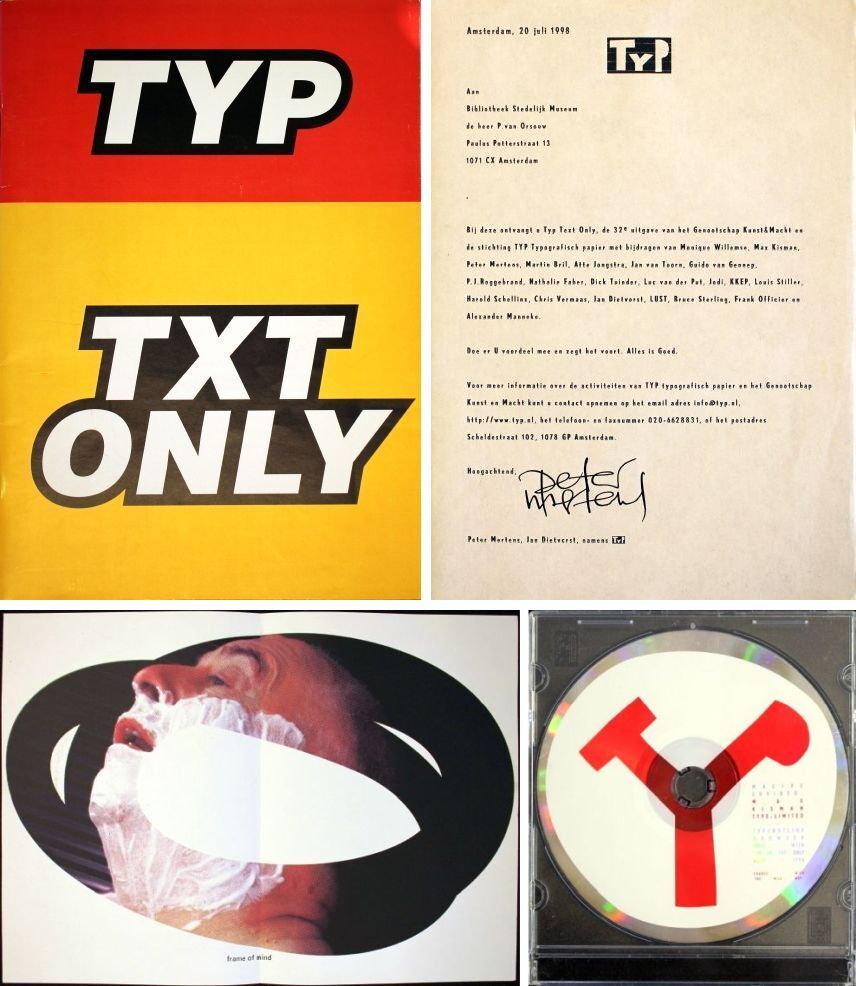 TYP
TXT
ONLY
Amsterdam, 20 juli 1998
TYP
Aan
Bibliotheek Stedelijk Museum
de heer P.van Orsouw
Paulus Potterstraat 13
1071 CX Amsterdam
Bij deze ontvangt u Typ Text Only, de 32e uitgave van het Genootschap Kunst&Macht en
de stichting TYP Typografisch papier met bijdragen van Monique Willemse, Max Kisman,
Peter Mertens, Martin Bril, Atte Jongstra, Jan van Toorn, Guido van Gennep,
P.J.Roggebrand, Nathalie Faber, Dick Tuinder, Luc van der Put, Jodi, KKEP, Louis Stiller,
Harold Schellinx, Chris Vermaas, Jan Dietvorst, LUST, Bruce Sterling, Frank Officier en
Alexander Manneke.
Doe er U voordeel mee en zegt het voort. Alles is Goed.
Voor meer informatie over de activiteiten van TYP typografisch papier en het Genootschap
Kunst en Macht kunt u contact opnemen op het email adres info@typ.nl,
http://www.typ.nl, het telefoon- en faxnummer 020-6628831, of het postadres
Scheldestraat 102, 1078 GP Amsterdam.
Hoogachtend,
Peter Mertens
Peter Mertens, Jan Dietvorst, namens TYP
frame of mind
TYP
MAX
KISMAN